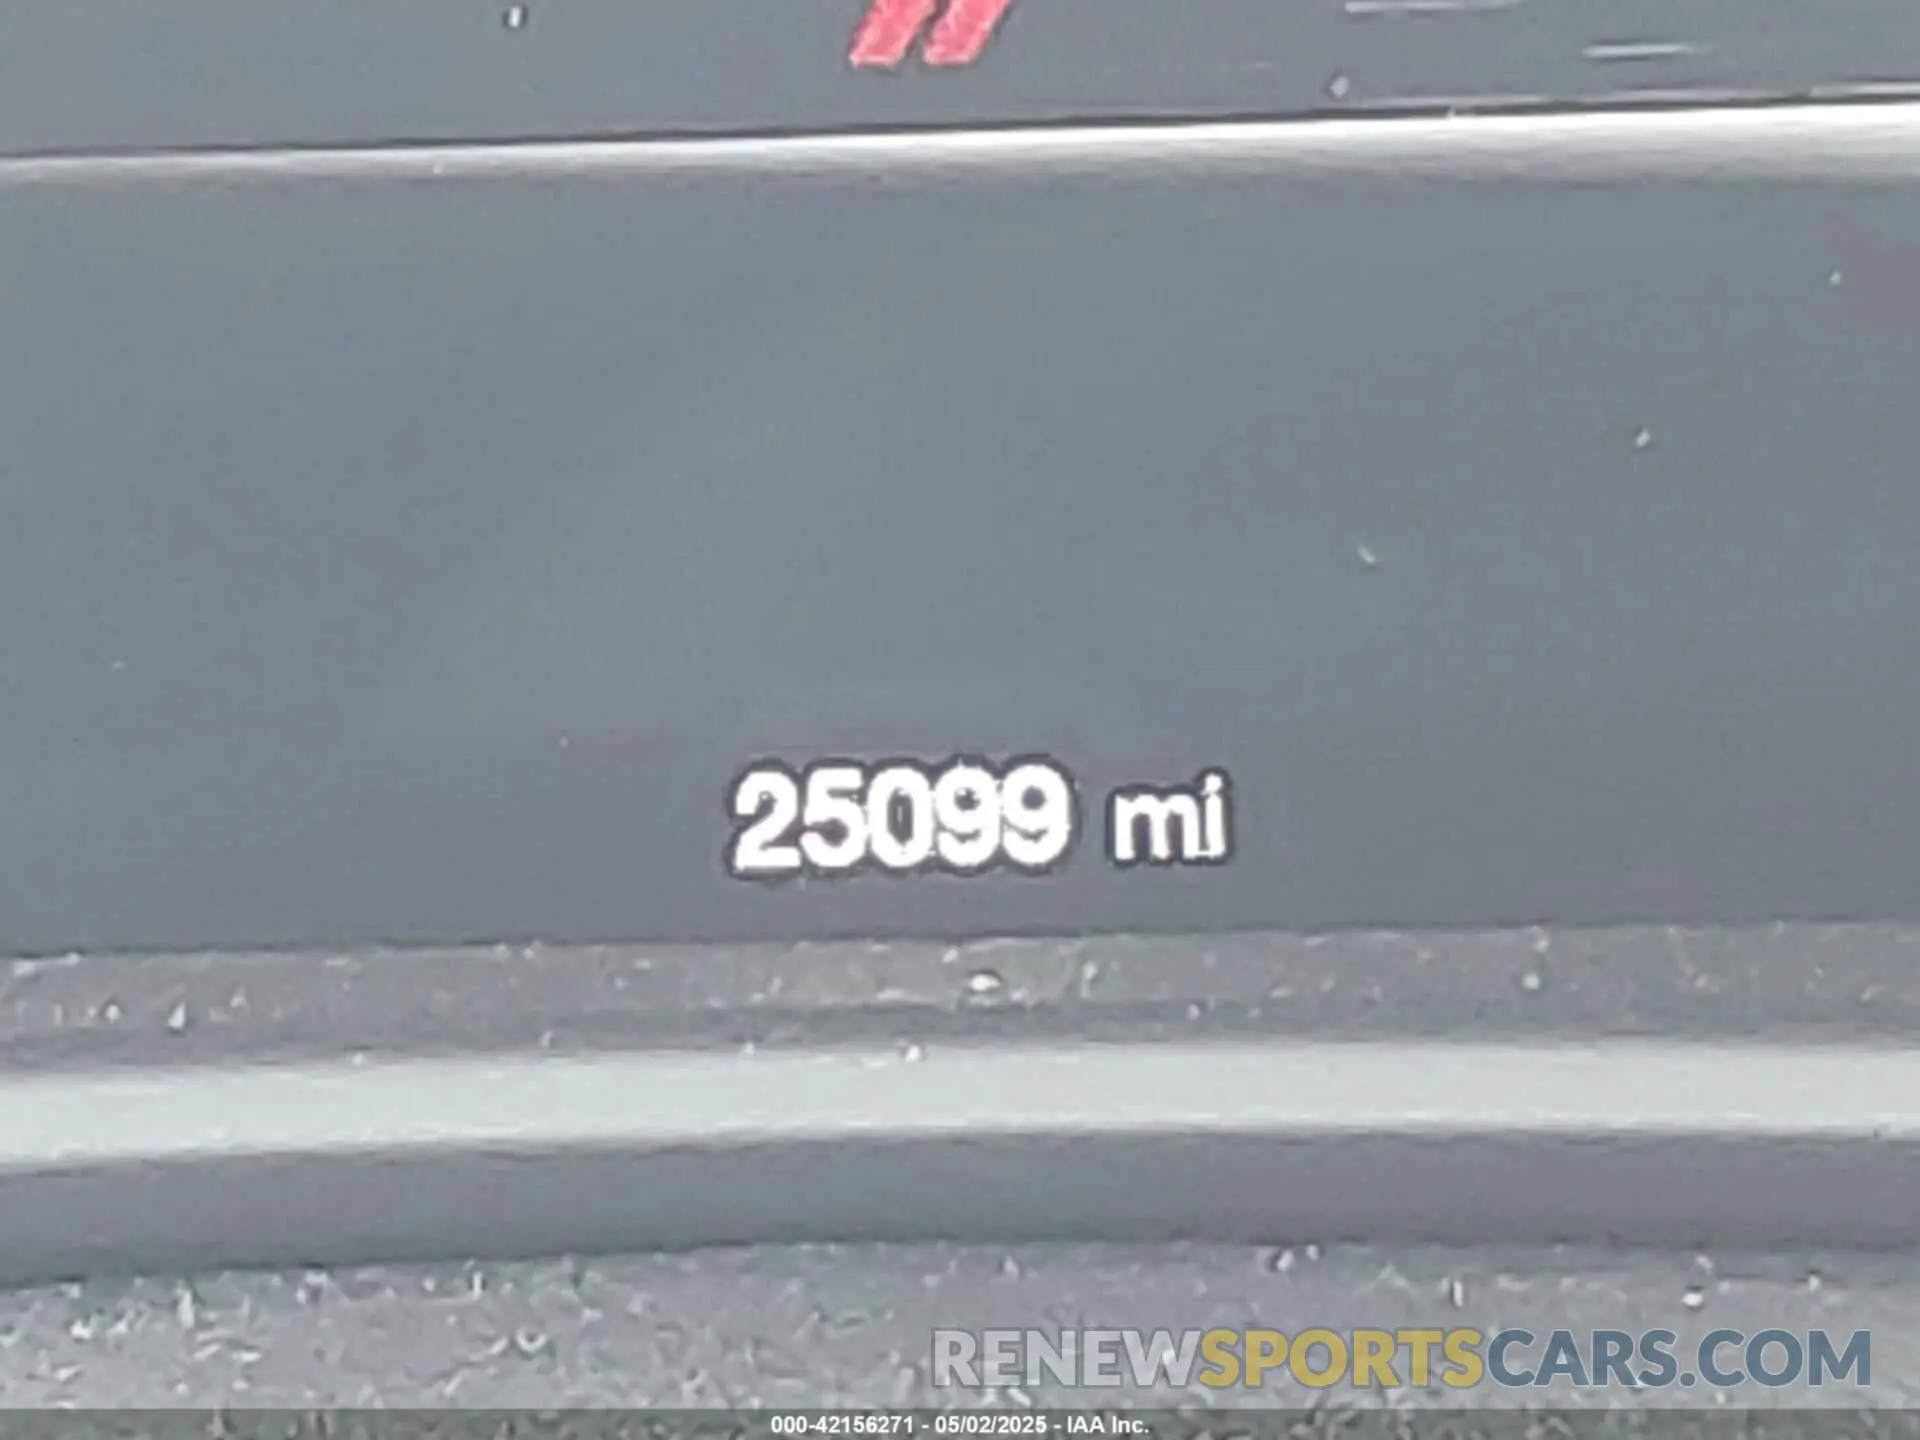 25099 mi
RENEWSPORTSCARS.COM
000-42156271 - 05/02/2025 - IAA Inc.